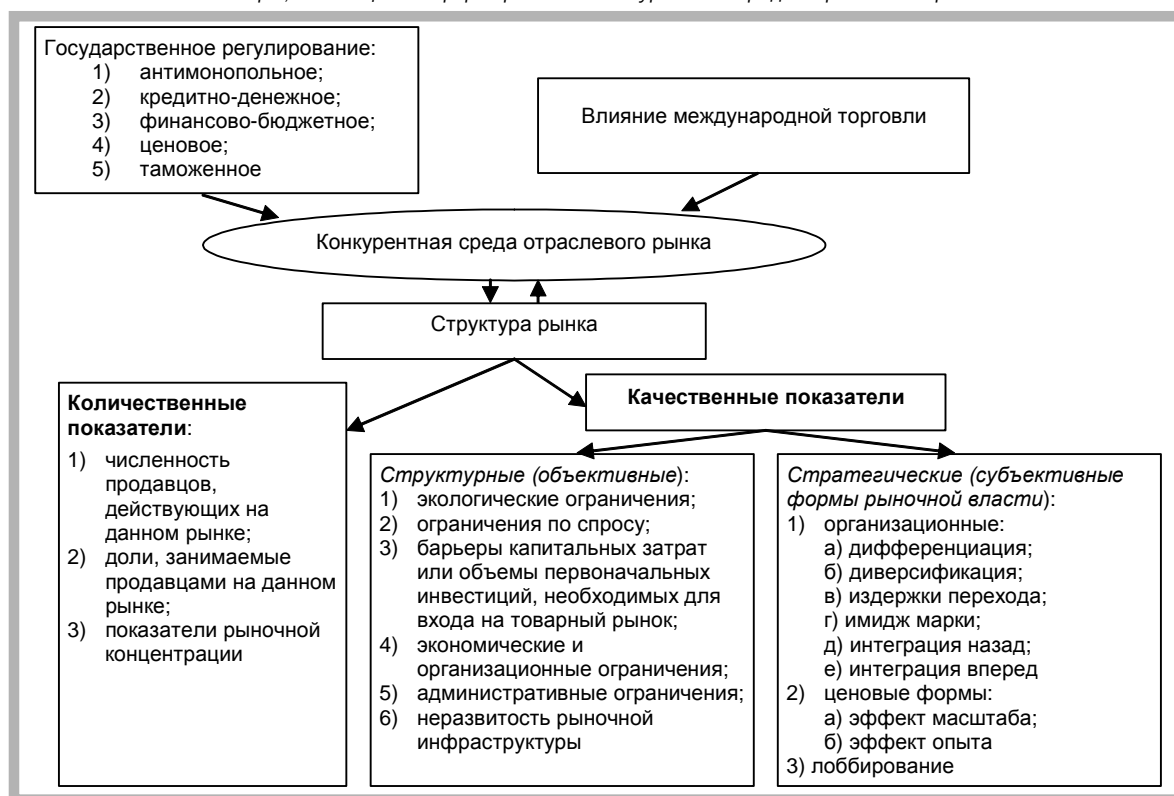 Государственное регулирование:
1) антимонопольное;
2) кредитно-денежное;
3) финансово-бюджетное;
4) ценовое;
5) таможенное
Влияние международной торговли
Конкурентная среда отраслевого рынка
Структура рынка
Количественные
показатели:
1) численность
продавцов,
действующих на
данном рынке;
2) доли, занимаемые
продавцами на данном
рынке;
3) показатели рыночной
концентрации
Качественные показатели
Структурные (объективные):
1) экологические ограничения;
2) ограничения по спросу;
3) барьеры капитальных затрат
или объемы первоначальных
инвестиций, необходимых для
входа на товарный рынок;
4) экономические и
организационные ограничения;
5) административные ограничения;
6) неразвитость рыночной
инфраструктуры
Стратегические (субъективные
формы рыночной власти):
1) организационные:
а) дифференциация;
б) диверсификация;
в) издержки перехода;
г) имидж марки;
д) интеграция назад;
е) интеграция вперед
2) ценовые формы:
а) эффект масштаба;
б) эффект опыта
3) лоббирование